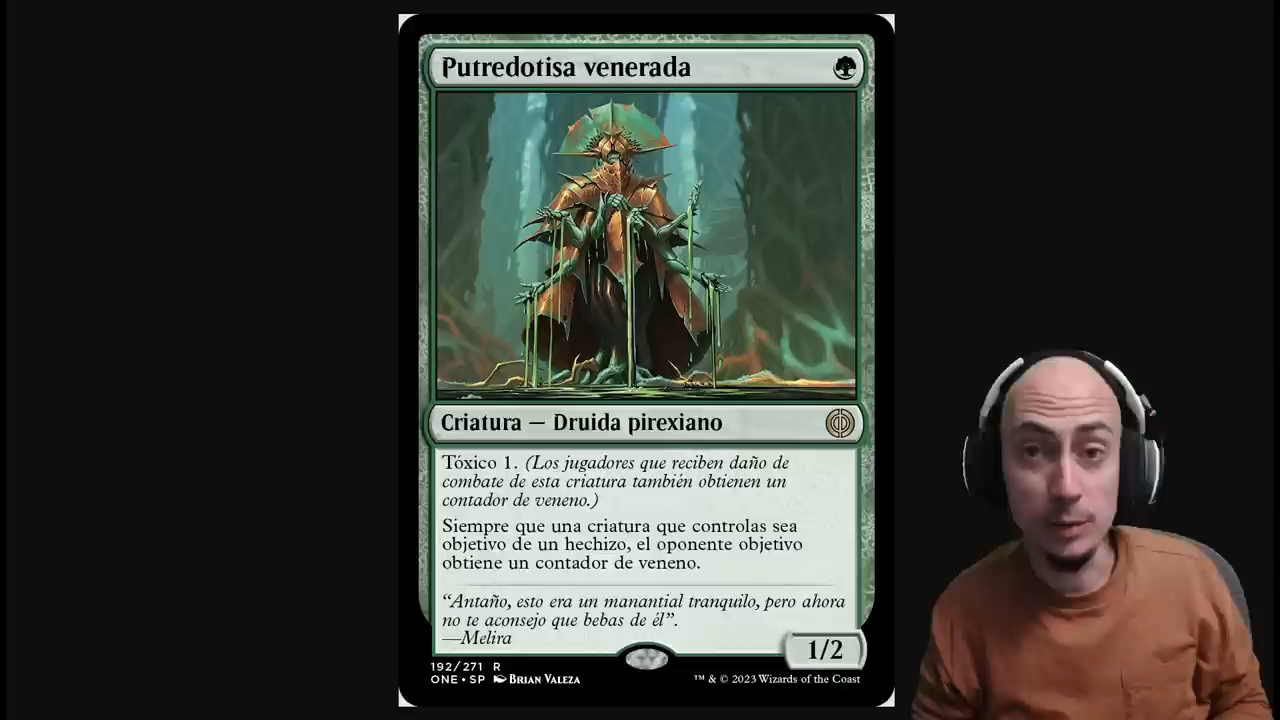 Putredotisa venerada
Criatura — Druida pirexiano
Tóxico 1. (Los jugadores que reciben daño de
combate de esta criatura también obtienen un
contador de veneno.)
Siempre que una criatura que controlas sea
objetivo de un hechizo, el oponente objetivo
obtiene un contador de veneno.
“Antaño, esto era un manantial tranquilo, pero ahora
no te aconsejo que bebas de él”.
—Melira
1/2
192/271 R
ONE • SP BRIAN VALEZA
™ & © 2023 Wizards of the Coast